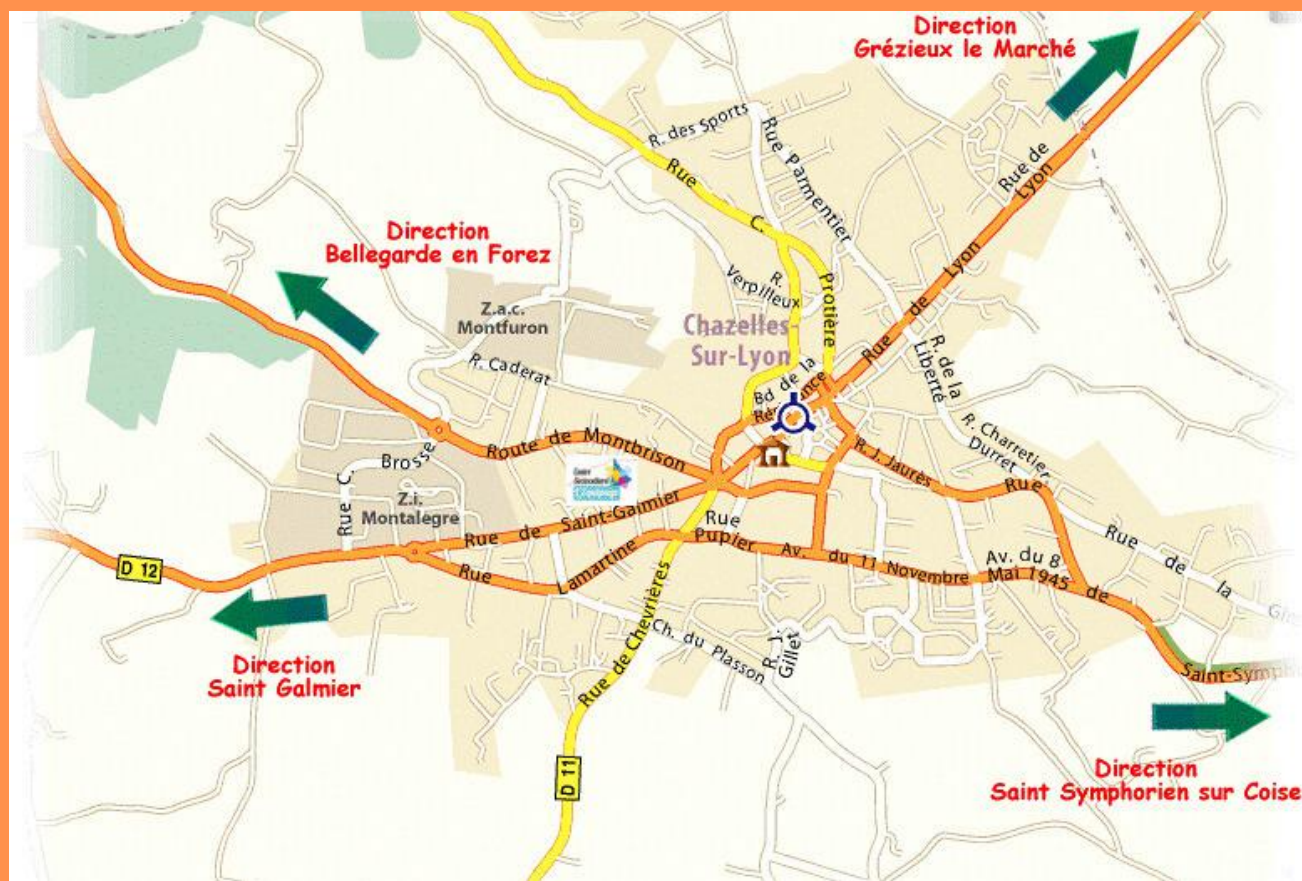 Direction
Grézieux le Marché
R. des Sports
Rue Parmentier
Rue de
Lyon
Rue C. Protière
Direction
Bellegarde en Forez
R.
Verpilleux
Rue de Lyon
Z.a.c.
Montfuron
Chazelles-
Sur-Lyon
R. Caderat
Bd de la
R. de la
Liberté
R. Charretier
Durret
Route de Montbrison
Rue C. Brosse
R. J. Jaurès
Z.i.
Montalègre
Rue de Saint-Galmier
Rue Lamartine
Rue
Pupier
Av. du 11 Novembre
Av. du 8
Mai 1945
Rue de Saint-Symph
Rue de la
D 12
Rue de Chevrières
Ch. du Plasson
R. J.
Gillet
Direction
Saint Galmier
D 11
Direction
Saint Symphorien sur Coise